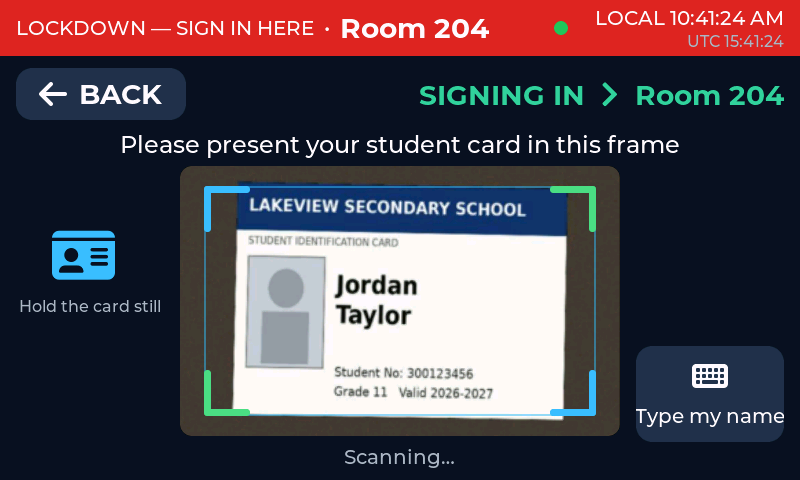 LOCKDOWN — SIGN IN HERE · Room 204
LOCAL 10:41:24 AM
UTC 15:41:24
BACK
SIGNING IN > Room 204
Please present your student card in this frame
LAKEVIEW SECONDARY SCHOOL
STUDENT IDENTIFICATION CARD
Jordan
Taylor
Student No: 300123456
Grade 11 Valid 2026-2027
Hold the card still
Type my name
Scanning...